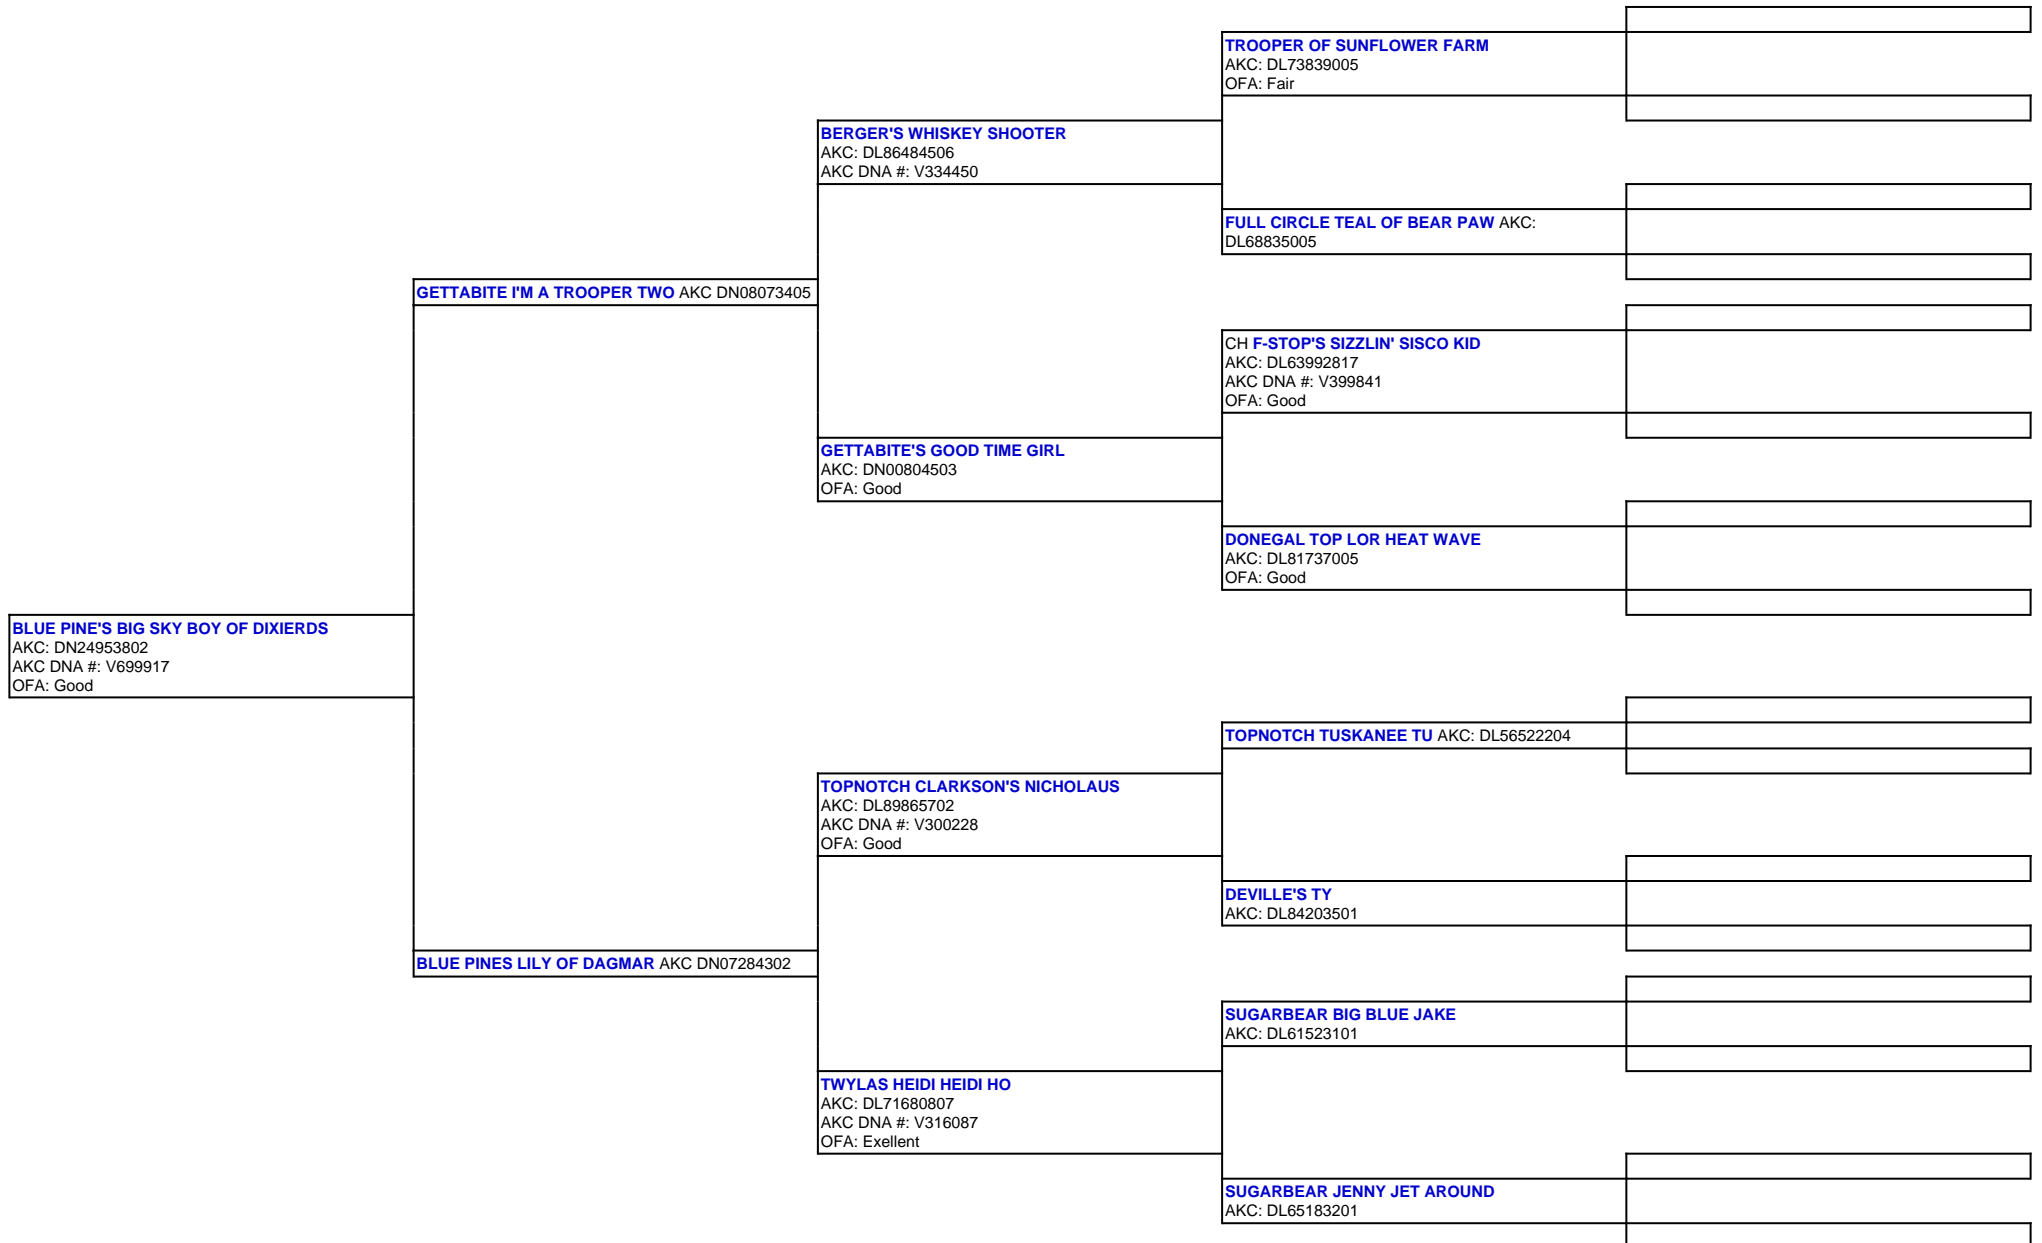 TROOPER OF SUNFLOWER FARM
AKC: DL73839005
OFA: Fair
BERGER'S WHISKEY SHOOTER
AKC: DL86484506
AKC DNA #: V334450
FULL CIRCLE TEAL OF BEAR PAW AKC:
DL68835005
GETTABITE I'M A TROOPER TWO AKC DN08073405
CH F-STOP'S SIZZLIN' SISCO KID
AKC: DL63992817
AKC DNA #: V399841
OFA: Good
GETTABITE'S GOOD TIME GIRL
AKC: DN00804503
OFA: Good
DONEGAL TOP LOR HEAT WAVE
AKC: DL81737005
OFA: Good
BLUE PINE'S BIG SKY BOY OF DIXIERDS
AKC: DN24953802
AKC DNA #: V699917
OFA: Good
TOPNOTCH TUSKANEE TU AKC: DL56522204
TOPNOTCH CLARKSON'S NICHOLAUS
AKC: DL89865702
AKC DNA #: V300228
OFA: Good
DEVILLE'S TY
AKC: DL84203501
BLUE PINES LILY OF DAGMAR AKC DN07284302
SUGARBEAR BIG BLUE JAKE
AKC: DL61523101
TWYLAS HEIDI HEIDI HO
AKC: DL71680807
AKC DNA #: V316087
OFA: Exellent
SUGARBEAR JENNY JET AROUND
AKC: DL65183201